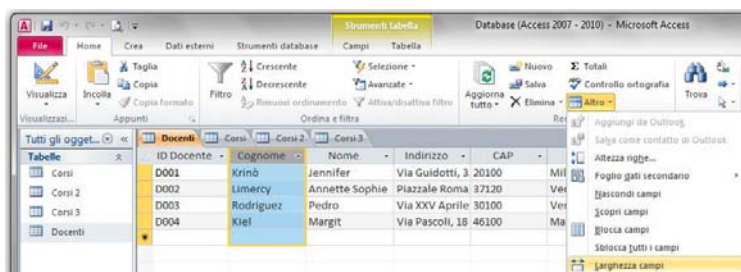 Strumenti tabella
Database (Access 2007 - 2010) - Microsoft Access
File Home Crea Dati esterni Strumenti database Campi Tabella
Visualizza
Incolla
Taglia
Copia
Copia formato
Appunti
Filtro
Crescente
Decrescente
Rimuovi ordinamento
Selezione
Avanzate
Attiva/disattiva filtro
Ordina e filtra
Aggiorna tutto
Nuovo
Salva
Elimina
Totali
Controllo ortografia
Altro
Trova
Visualizzazi...
Tutti gli ogget...
Tabelle
Corsi
Corsi 2
Corsi 3
Docenti
Docenti Corsi Corsi 2 Corsi 3
ID Docente Cognome Nome Indirizzo CAP
D001 Krinò Jennifer Via Guidotti, 3 20100 Mil
D002 Limercy Annette Sophie Piazzale Roma 37120 Ver
D003 Rodriguez Pedro Via XXV Aprile 30100 Ver
D004 Kiel Margit Via Pascoli, 18 46100 Ma
Aggiungi da Outlook
Salva come contatto di Outlook
Altezza righe...
Foglio dati secondario
Nascondi campi
Scopri campi
Blocca campi
Sblocca tutti i campi
Larghezza campi